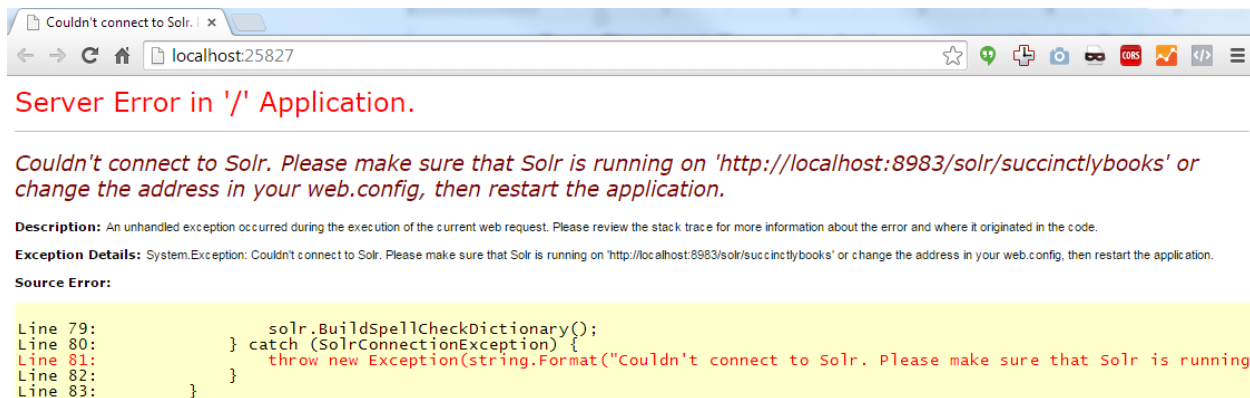 Couldn't connect to Solr.
localhost:25827
CORS
Server Error in '/' Application.
Couldn't connect to Solr. Please make sure that Solr is running on 'http://localhost:8983/solr/succinctlybooks' or
change the address in your web.config, then restart the application.
Description: An unhandled exception occurred during the execution of the current web request. Please review the stack trace for more information about the error and where it originated in the code.
Exception Details: System.Exception: Couldn't connect to Solr. Please make sure that Solr is running on 'http://localhost:8983/solr/succinctlybooks' or change the address in your web.config, then restart the application.
Source Error:
Line 79: solr.BuildSpellCheckDictionary();
Line 80: } catch (SolrConnectionException) {
Line 81: throw new Exception(string.Format("Couldn't connect to Solr. Please make sure that Solr is running
Line 82: }
Line 83: }